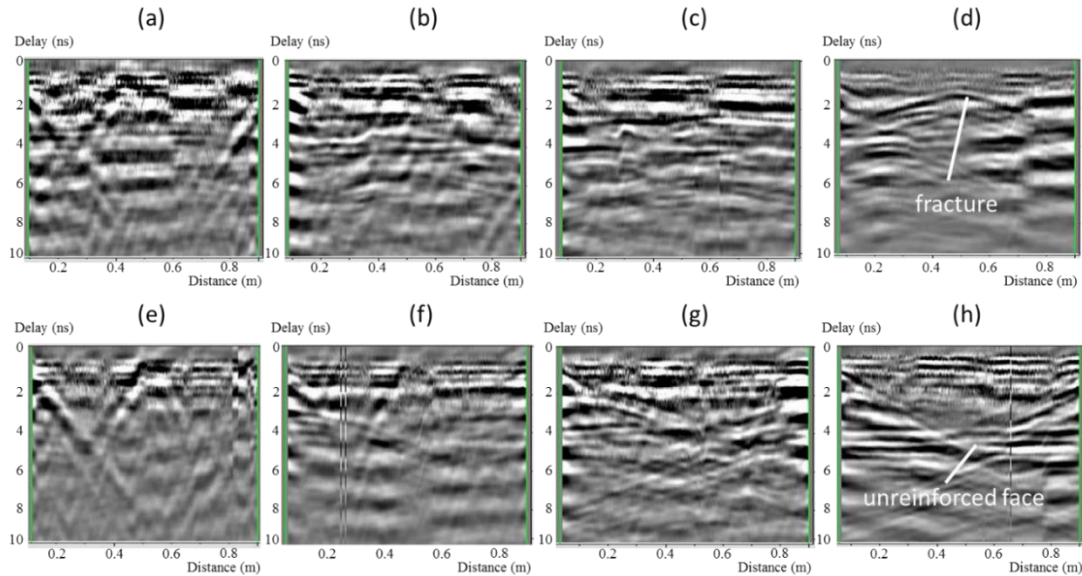 (a) (b) (c) (d)
Delay (ns) Delay (ns) Delay (ns) Delay (ns)
0 0 0 0
2 2 2 2
4 4 4 4
6 6 6 6
fracture
8 8 8 8
10 10 10 10
0.2 0.4 0.6 0.8 0.2 0.4 0.6 0.8 0.2 0.4 0.6 0.8 0.2 0.4 0.6 0.8
Distance (m) Distance (m) Distance (m) Distance (m)
(e) (f) (g) (h)
Delay (ns) Delay (ns) Delay (ns) Delay (ns)
0 0 0 0
2 2 2 2
4 4 4 4
6 6 6 6
unreinforced face
8 8 8 8
10 10 10 10
0.2 0.4 0.6 0.8 0.2 0.4 0.6 0.8 0.2 0.4 0.6 0.8 0.2 0.4 0.6 0.8
Distance (m) Distance (m) Distance (m) Distance (m)